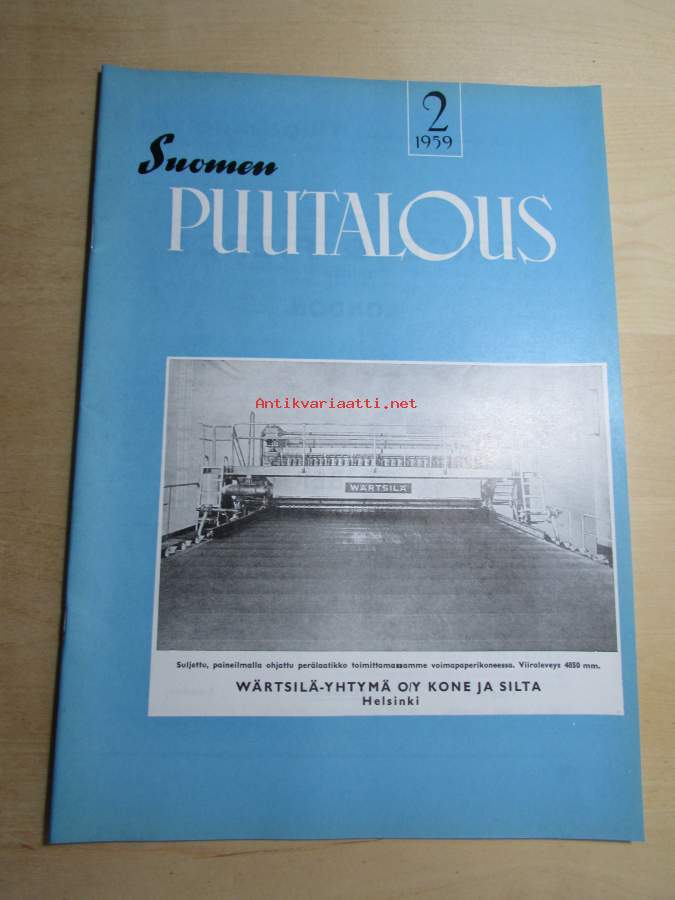 2
1959
Suomen
PUUTALOUS
Antikvariaatti.net
WÄRTSILÄ
Suljettu, paineilmalla ohjattu perälaatikko toimittamassamme voimapaperikoneessa. Viiraleveys 4850 mm.
WÄRTSILÄ-YHTYMÄ O/Y KONE JA SILTA
Helsinki